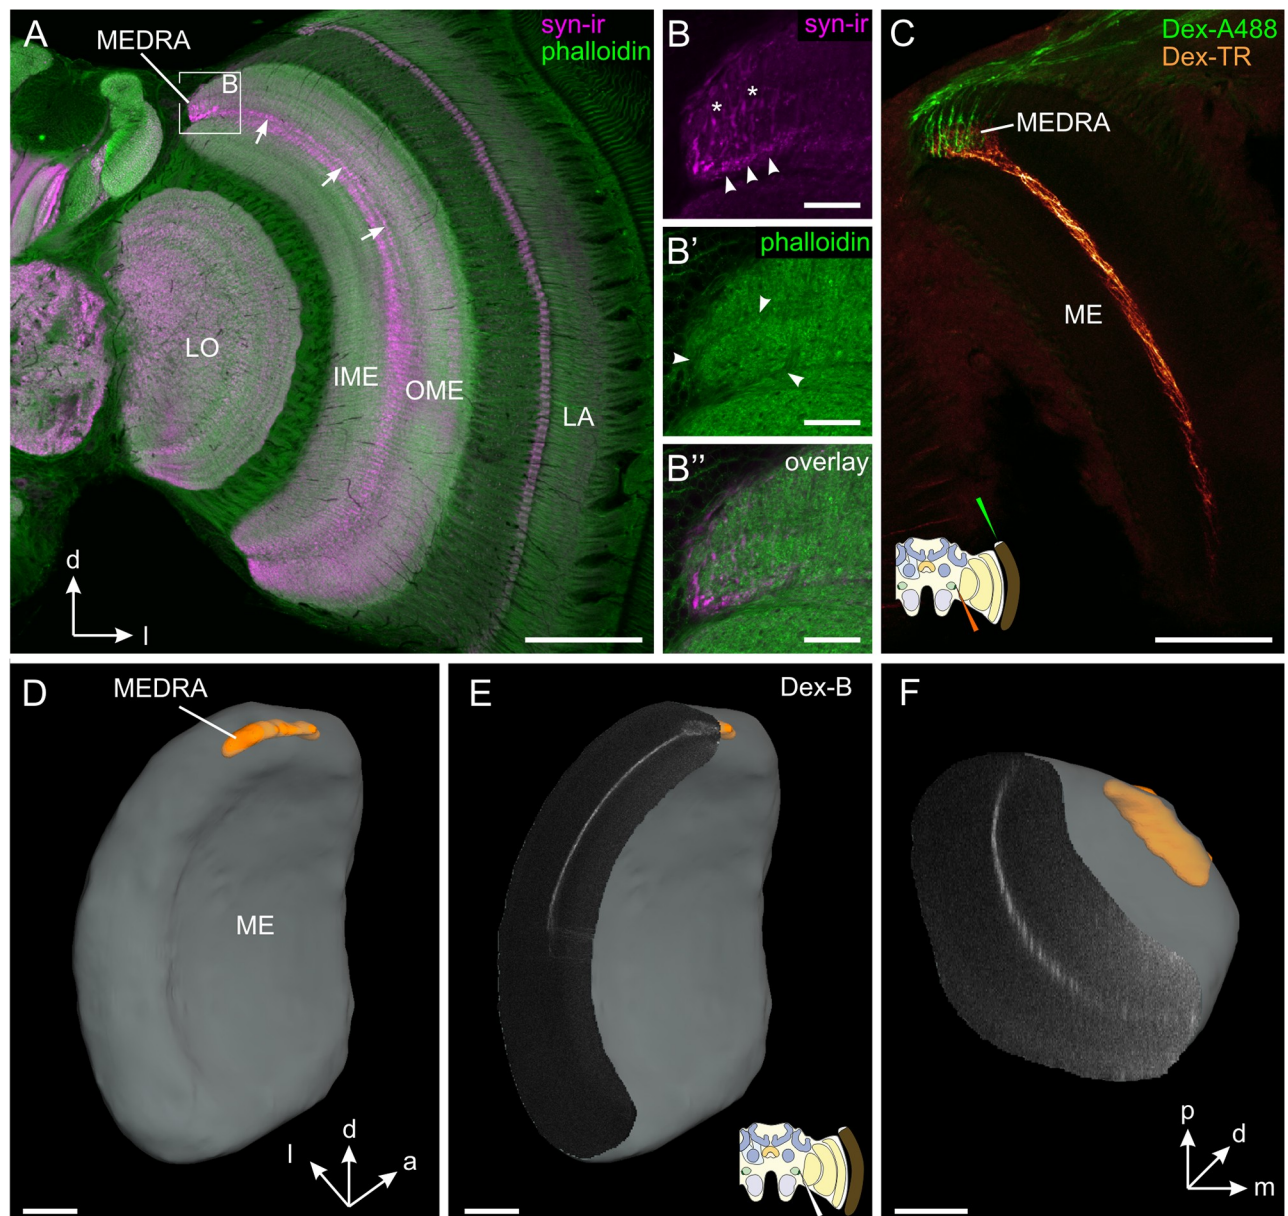 A
syn-ir
phalloidin
MEDRA
B
LO
IME
OME
LA
d
l
B
syn-ir
*
*
B’
phalloidin
B’’
overlay
C
Dex-A488
Dex-TR
MEDRA
ME
D
MEDRA
ME
l
d
a
E
Dex-B
F
p
d
m